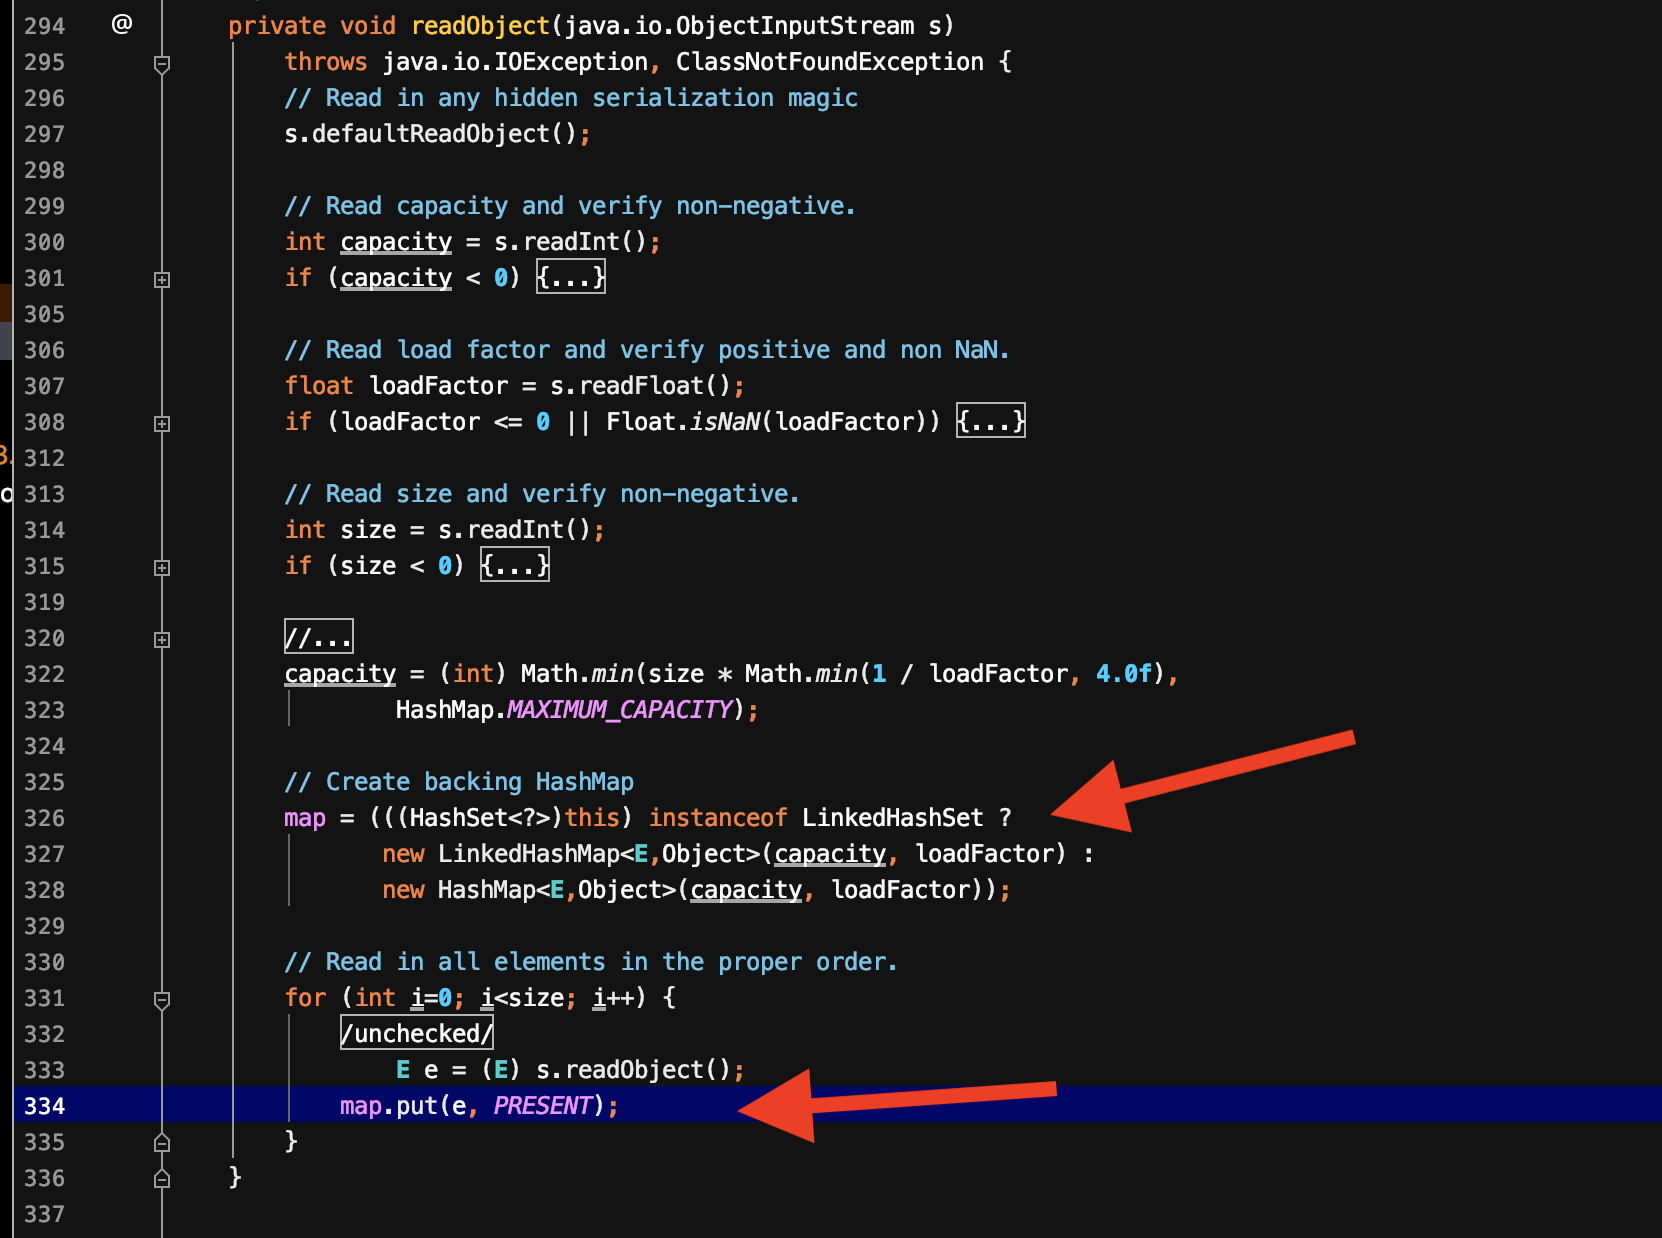 294 @ private void readObject(java.io.ObjectInputStream s)
295 throws java.io.IOException, ClassNotFoundException {
296 // Read in any hidden serialization magic
297 s.defaultReadObject();
298
299 // Read capacity and verify non-negative.
300 int capacity = s.readInt();
301 if (capacity < 0) {...}
305
306 // Read load factor and verify positive and non NaN.
307 float loadFactor = s.readFloat();
308 if (loadFactor <= 0 || Float.isNaN(loadFactor)) {...}
312
313 // Read size and verify non-negative.
314 int size = s.readInt();
315 if (size < 0) {...}
319
320 //...
322 capacity = (int) Math.min(size * Math.min(1 / loadFactor, 4.0f),
323 HashMap.MAXIMUM_CAPACITY);
324
325 // Create backing HashMap
326 map = (((HashSet<?>)this) instanceof LinkedHashSet ?
327 new LinkedHashMap<E,Object>(capacity, loadFactor) :
328 new HashMap<E,Object>(capacity, loadFactor));
329
330 // Read in all elements in the proper order.
331 for (int i=0; i<size; i++) {
332 /unchecked/
333 E e = (E) s.readObject();
334 map.put(e, PRESENT);
335 }
336 }
337